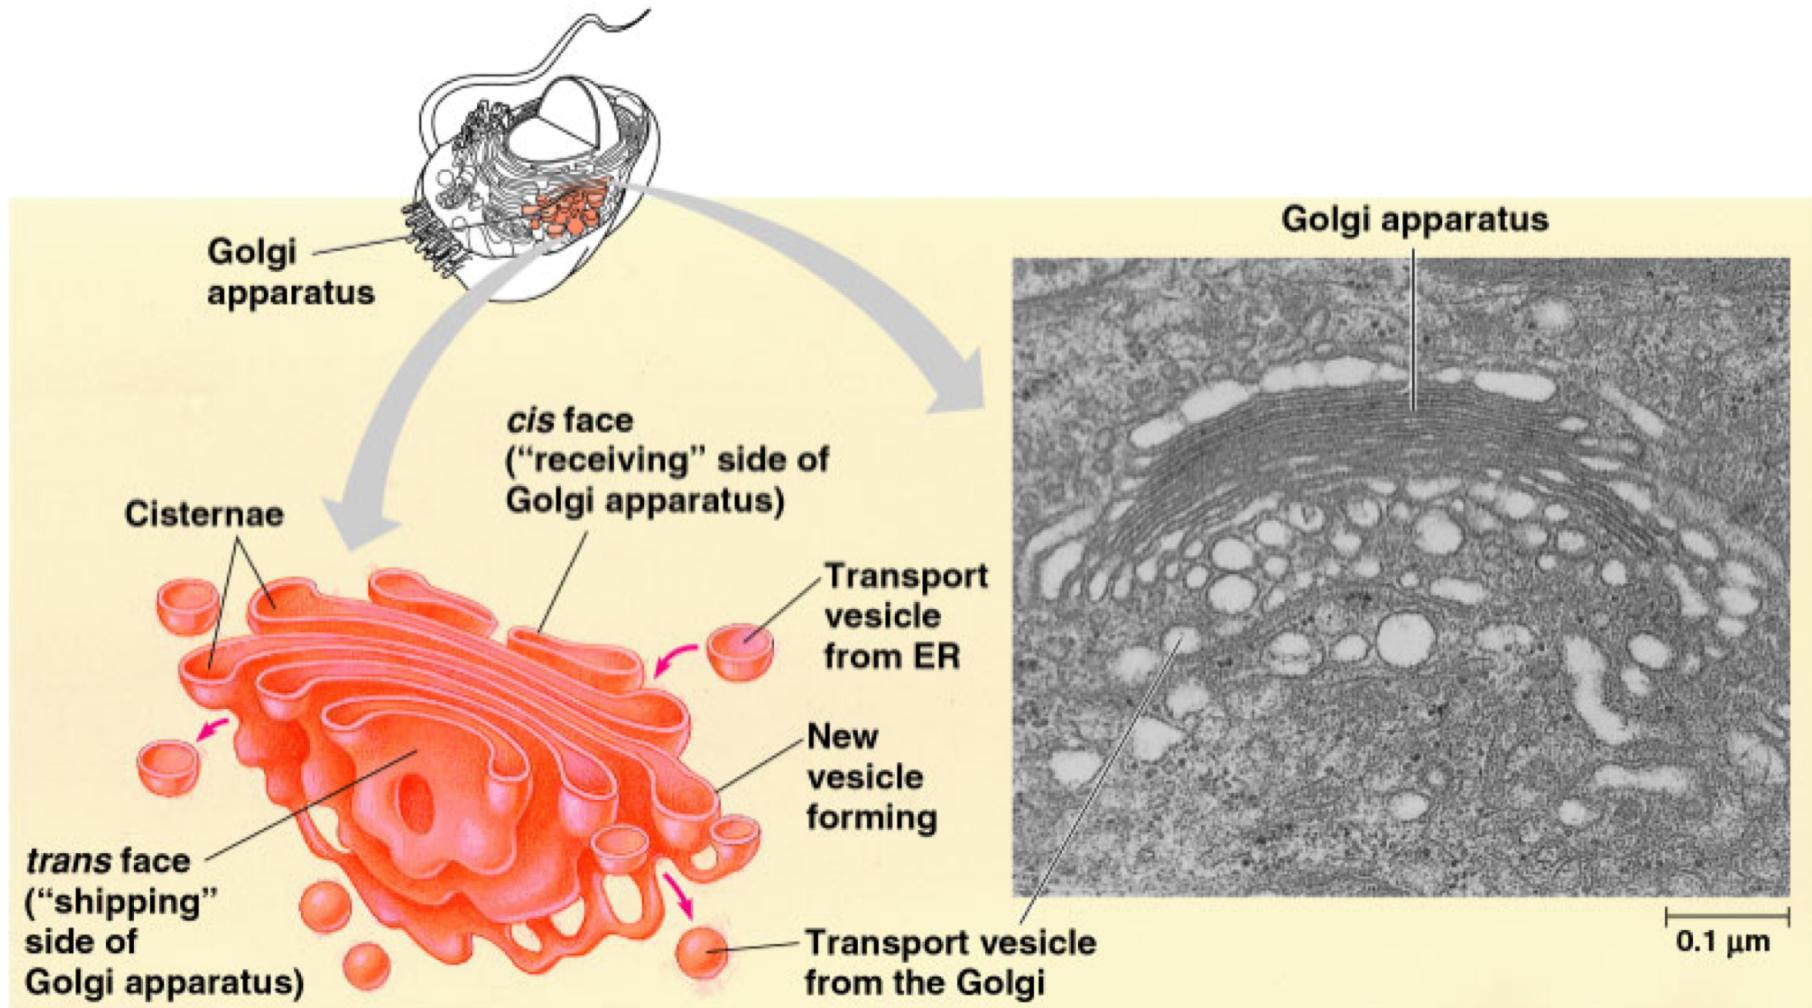 Golgi
apparatus
Golgi apparatus
cis face
(“receiving” side of
Golgi apparatus)
Cisternae
Transport
vesicle
from ER
New
vesicle
forming
trans face
(“shipping”
side of
Golgi apparatus)
Transport vesicle
from the Golgi
0.1 μm